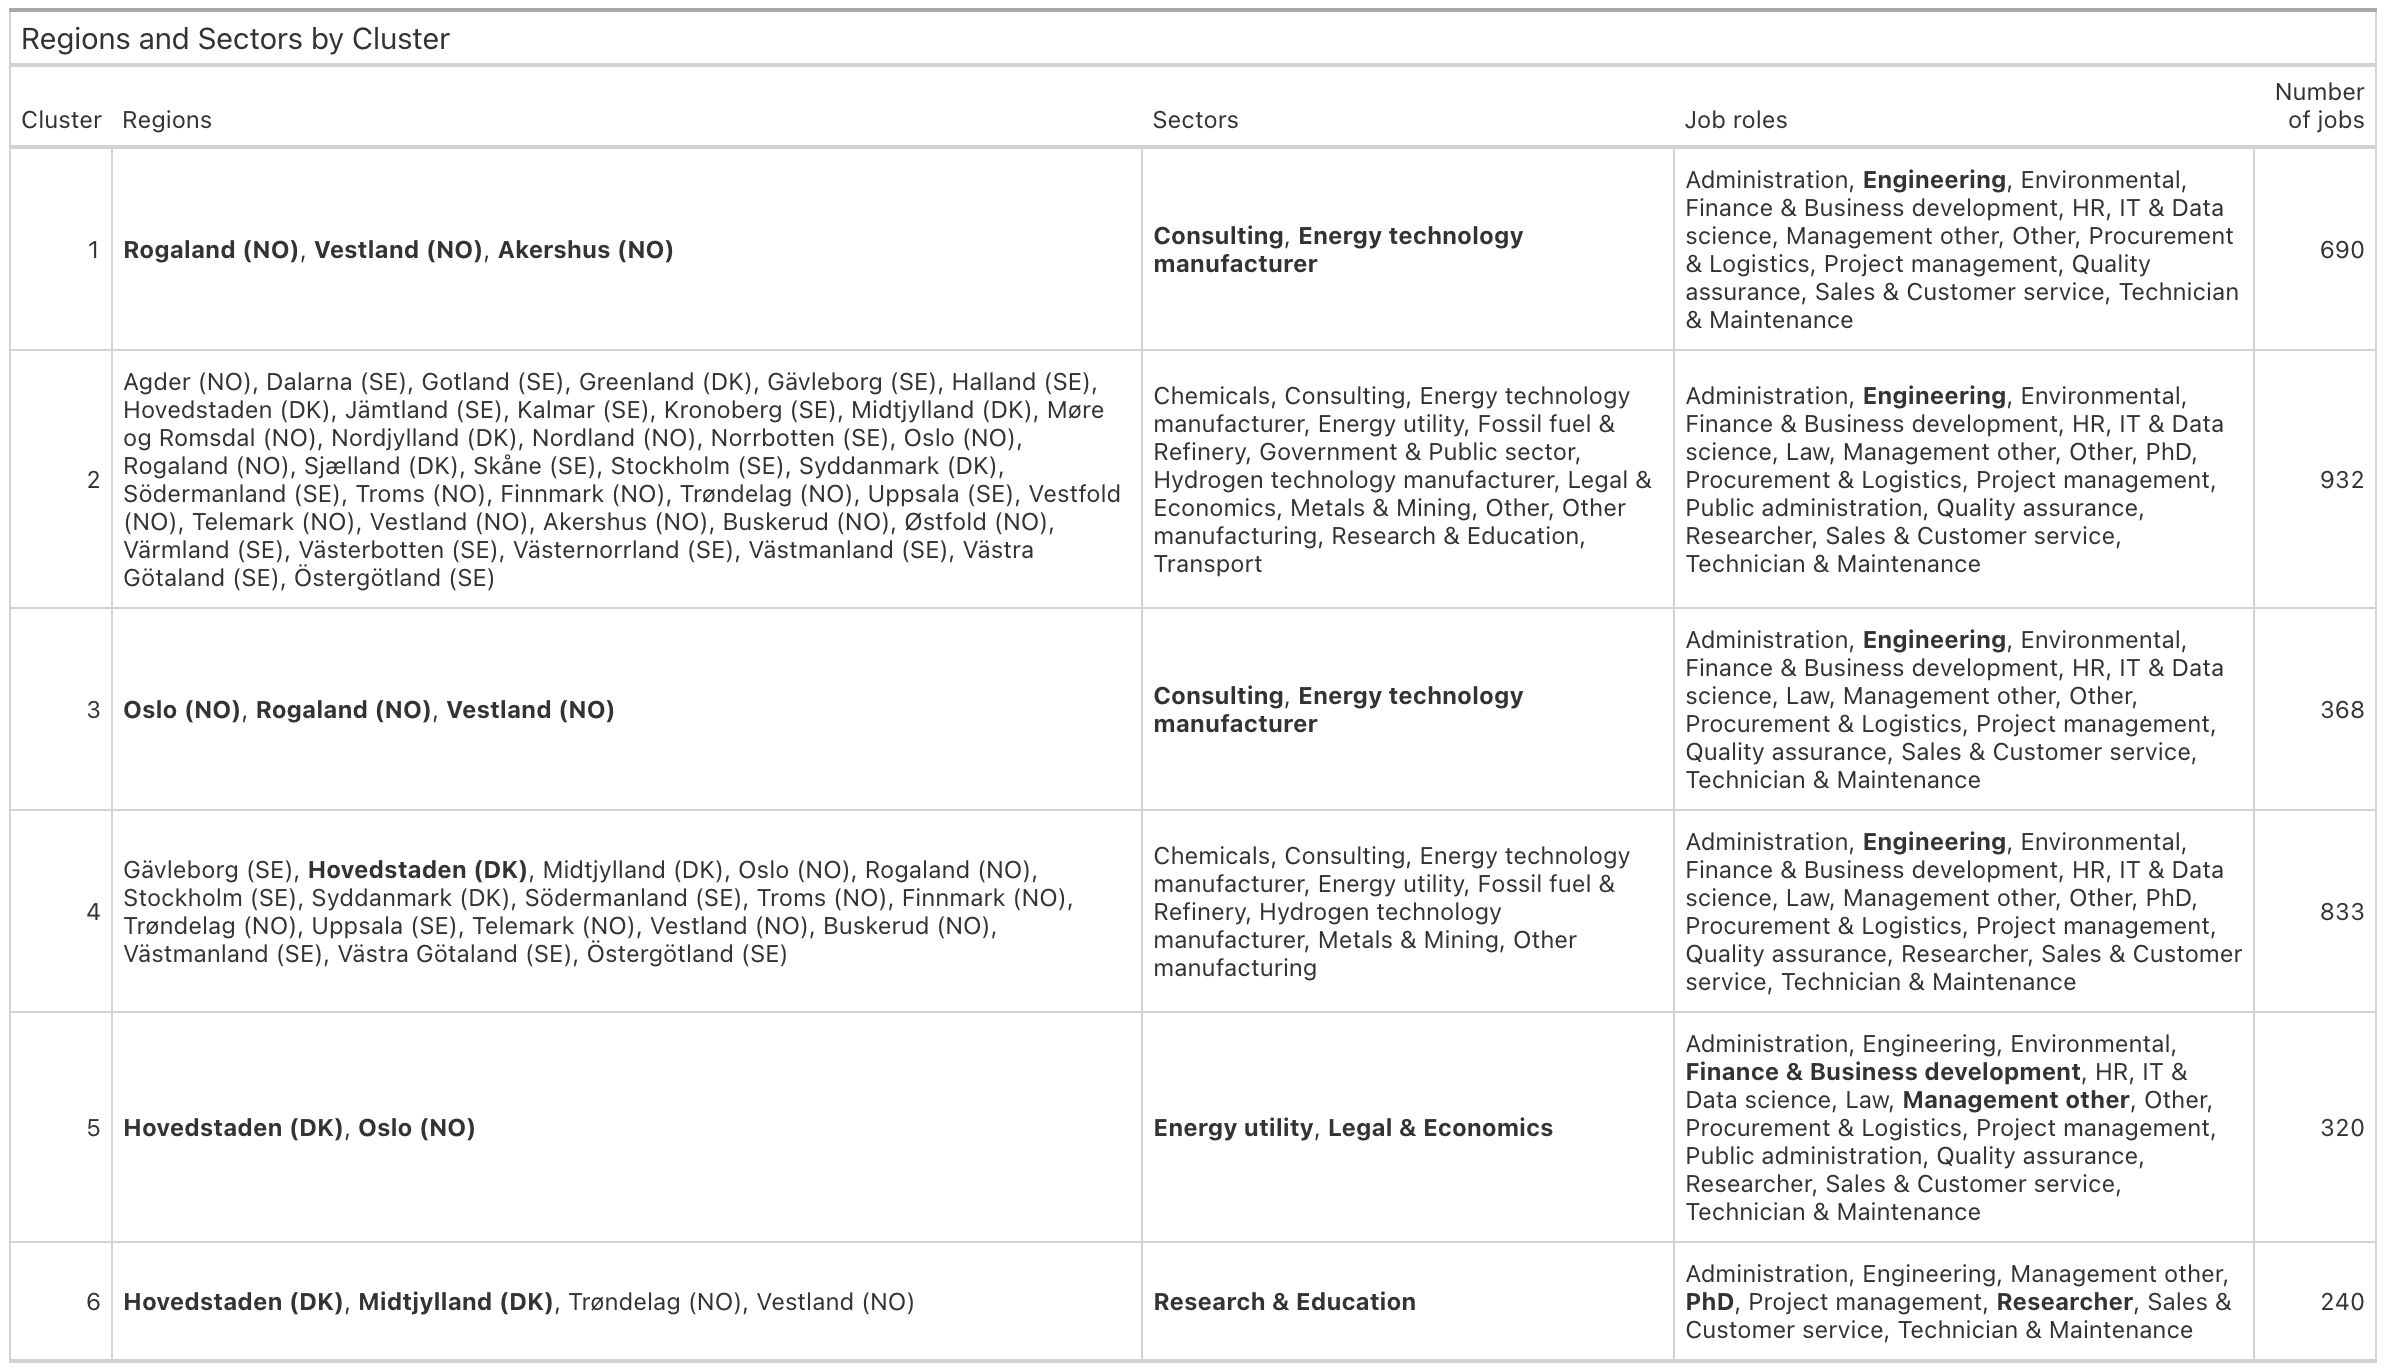 Regions and Sectors by Cluster
Number
Cluster Regions Sectors Job roles of jobs
Administration, Engineering, Environmental,
Finance & Business development, HR, IT & Data
science, Management other, Other, Procurement
& Logistics, Project management, Quality
assurance, Sales & Customer service, Technician
& Maintenance
1 Rogaland (NO), Vestland (NO), Akershus (NO)
Consulting, Energy technology
manufacturer
690
Agder (NO), Dalarna (SE), Gotland (SE), Greenland (DK), Gävleborg (SE), Halland (SE),
Hovedstaden (DK), Jämtland (SE), Kalmar (SE), Kronoberg (SE), Midtjylland (DK), Møre
og Romsdal (NO), Nordjylland (DK), Nordland (NO), Norrbotten (SE), Oslo (NO),
Rogaland (NO), Sjælland (DK), Skåne (SE), Stockholm (SE), Syddanmark (DK),
Södermanland (SE), Troms (NO), Finnmark (NO), Trøndelag (NO), Uppsala (SE), Vestfold
(NO), Telemark (NO), Vestland (NO), Akershus (NO), Buskerud (NO), Østfold (NO),
Värmland (SE), Västerbotten (SE), Västernorrland (SE), Västmanland (SE), Västra
Götaland (SE), Östergötland (SE)
2
Chemicals, Consulting, Energy technology
manufacturer, Energy utility, Fossil fuel &
Refinery, Government & Public sector,
Hydrogen technology manufacturer, Legal &
Economics, Metals & Mining, Other, Other
manufacturing, Research & Education,
Transport
Administration, Engineering, Environmental,
Finance & Business development, HR, IT & Data
science, Law, Management other, Other, PhD,
Procurement & Logistics, Project management,
Public administration, Quality assurance,
Researcher, Sales & Customer service,
Technician & Maintenance
932
3 Oslo (NO), Rogaland (NO), Vestland (NO)
Consulting, Energy technology
manufacturer
Administration, Engineering, Environmental,
Finance & Business development, HR, IT & Data
science, Law, Management other, Other,
Procurement & Logistics, Project management,
Quality assurance, Sales & Customer service,
Technician & Maintenance
368
4
Gävleborg (SE), Hovedstaden (DK), Midtjylland (DK), Oslo (NO), Rogaland (NO),
Stockholm (SE), Syddanmark (DK), Södermanland (SE), Troms (NO), Finnmark (NO),
Trøndelag (NO), Uppsala (SE), Telemark (NO), Vestland (NO), Buskerud (NO),
Västmanland (SE), Västra Götaland (SE), Östergötland (SE)
Chemicals, Consulting, Energy technology
manufacturer, Energy utility, Fossil fuel &
Refinery, Hydrogen technology
manufacturer, Metals & Mining, Other
manufacturing
Administration, Engineering, Environmental,
Finance & Business development, HR, IT & Data
science, Law, Management other, Other, PhD,
Procurement & Logistics, Project management,
Quality assurance, Researcher, Sales & Customer
service, Technician & Maintenance
833
5 Hovedstaden (DK), Oslo (NO)
Energy utility, Legal & Economics
Administration, Engineering, Environmental,
Finance & Business development, HR, IT &
Data science, Law, Management other, Other,
Procurement & Logistics, Project management,
Public administration, Quality assurance,
Researcher, Sales & Customer service,
Technician & Maintenance
320
6 Hovedstaden (DK), Midtjylland (DK), Trøndelag (NO), Vestland (NO)
Research & Education
Administration, Engineering, Management other,
PhD, Project management, Researcher, Sales &
Customer service, Technician & Maintenance
240